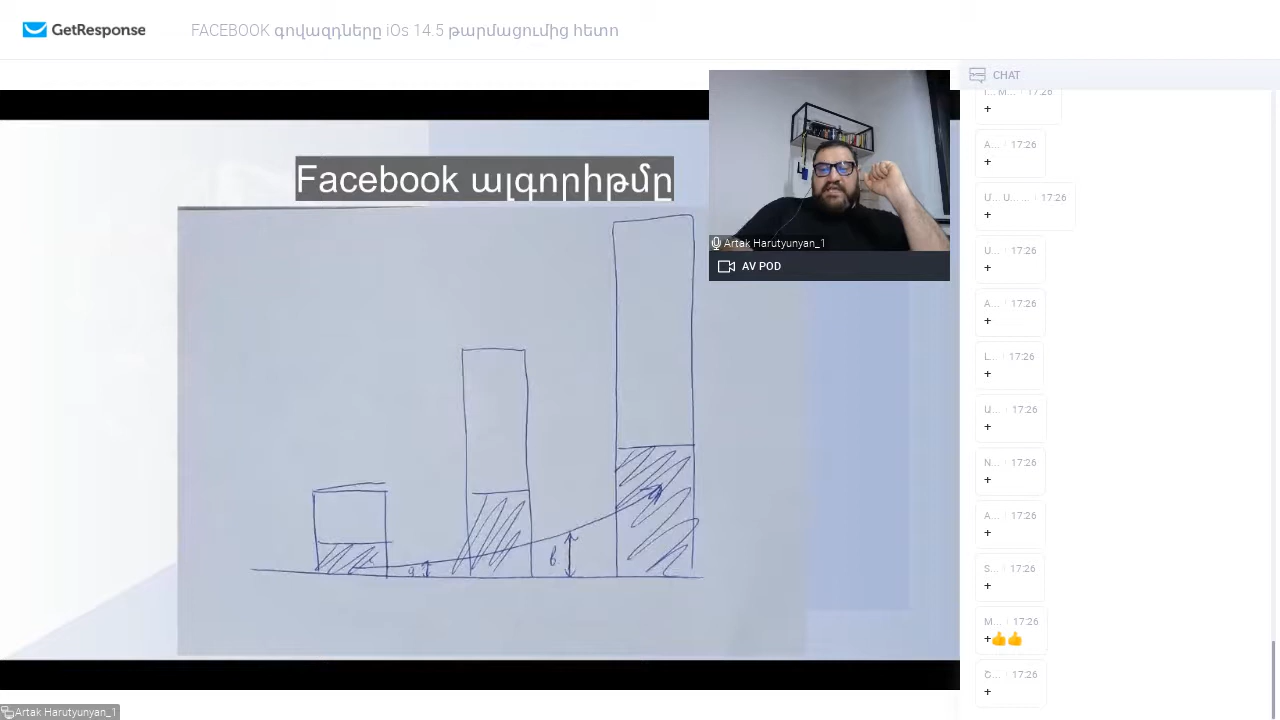 GetResponse
FACEBOOK գովազդները iOs 14.5 թարմացումից հետո
CHAT
17:26
+
A... 17:26
+
Մ... Ս... ... 17:26
+
Ս... 17:26
+
A... 17:26
+
L... 17:26
+
Ա... 17:26
+
N... 17:26
+
A... 17:26
+
S... 17:26
+
M... 17:26
+👍👍
Շ... 17:26
+
Facebook ալգորիթմը
Artak Harutyunyan_1
AV POD
a
b
Artak Harutyunyan_1